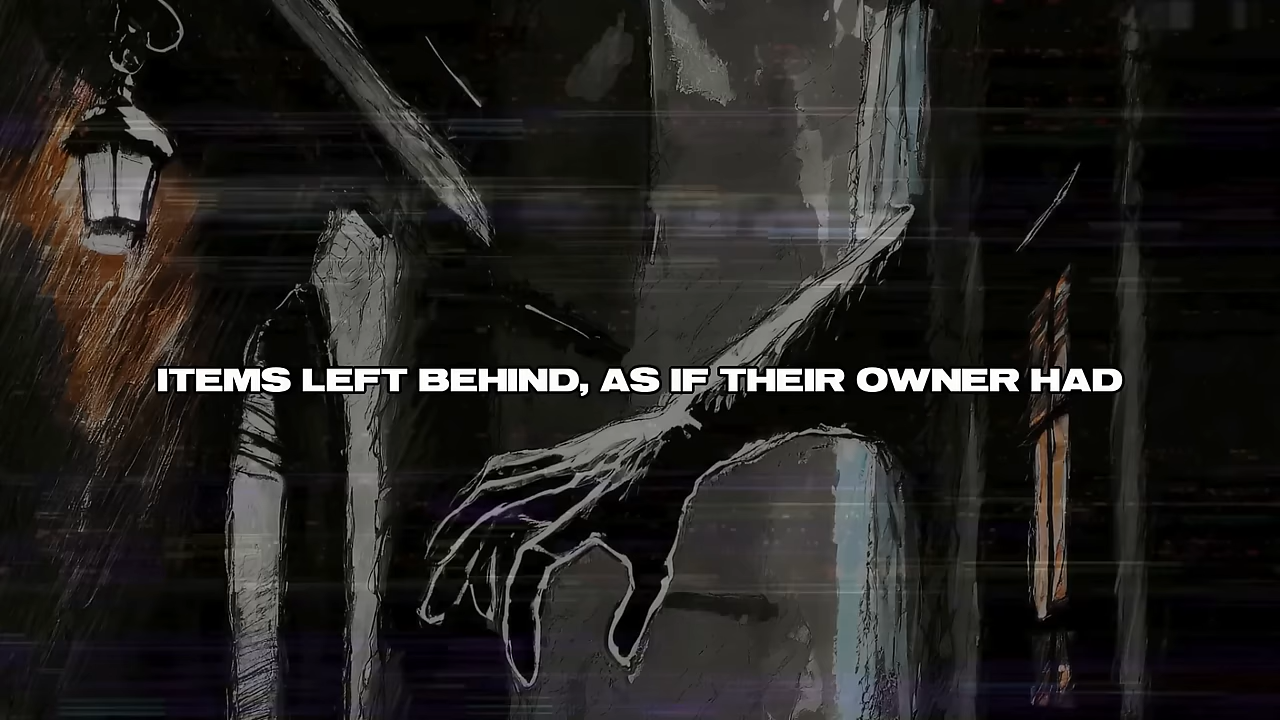 ITEMS LEFT BEHIND, AS IF THEIR OWNER HAD